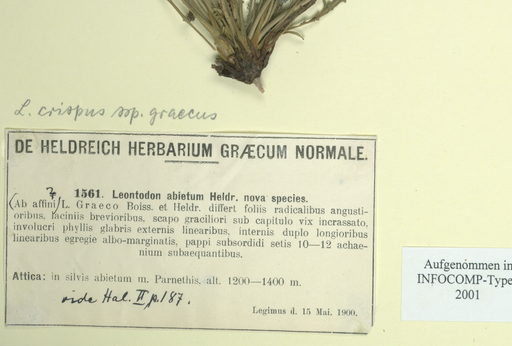 L. crispus ssp. graecus
DE HELDREICH HERBARIUM GRÆCUM NORMALE.
1561. Leontodon abietum Heldr. nova species.
(Ab affini L. Graeco Boiss. et Heldr. differt foliis radicalibus angusti-
oribus, laciniis brevioribus, scapo graciliori sub capitulo vix incrassato,
involucri phyllis glabris externis linearibus, internis duplo longioribus
linearibus egregie albo-marginatis, pappi subsordidi setis 10—12 achae-
nium subaequantibus.
Attica: in silvis abietum m. Parnethis, alt. 1200—1400 m.
vide Hal. II p. 187.
Legimus d. 15 Mai. 1900.
Aufgenommen in
INFOCOMP-Type
2001